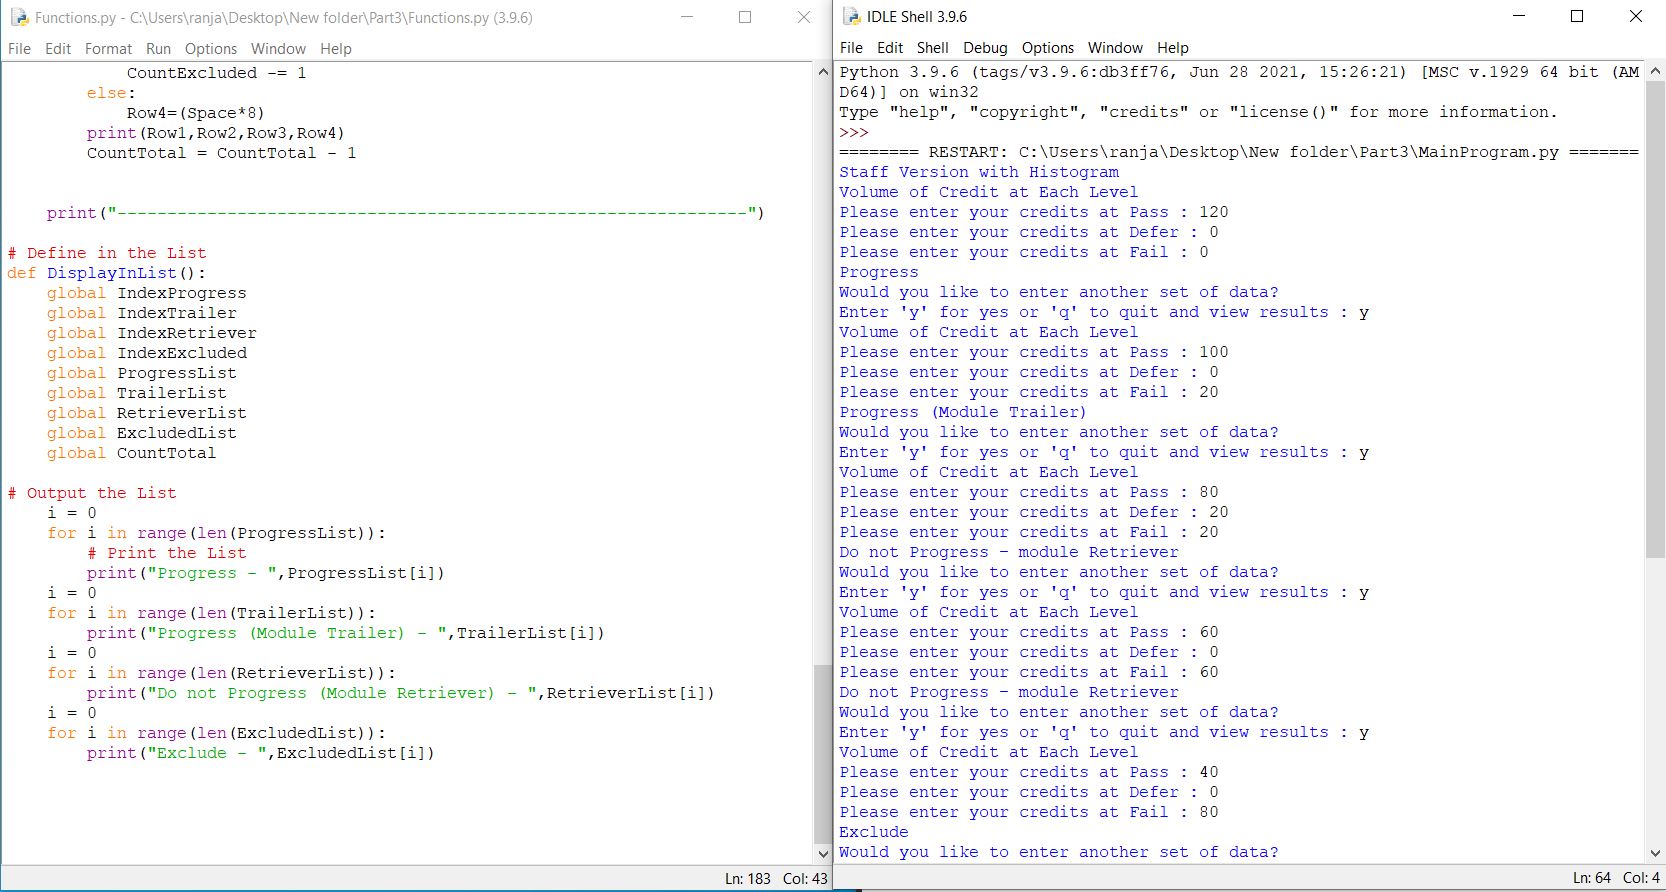 Functions.py - C:\Users\ranja\Desktop\New folder\Part3\Functions.py (3.9.6)
File Edit Format Run Options Window Help
            CountExcluded -= 1
        else:
            Row4=(Space*8)
        print(Row1,Row2,Row3,Row4)
        CountTotal = CountTotal - 1
    print("---------------------------------------------------------------")
# Define in the List
def DisplayInList():
    global IndexProgress
    global IndexTrailer
    global IndexRetriever
    global IndexExcluded
    global ProgressList
    global TrailerList
    global RetrieverList
    global ExcludedList
    global CountTotal
# Output the List
    i = 0
    for i in range(len(ProgressList)):
        # Print the List
        print("Progress - ",ProgressList[i])
    i = 0
    for i in range(len(TrailerList)):
        print("Progress (Module Trailer) - ",TrailerList[i])
    i = 0
    for i in range(len(RetrieverList)):
        print("Do not Progress (Module Retriever) - ",RetrieverList[i])
    i = 0
    for i in range(len(ExcludedList)):
        print("Exclude - ",ExcludedList[i])
Ln: 183 Col: 43
IDLE Shell 3.9.6
File Edit Shell Debug Options Window Help
Python 3.9.6 (tags/v3.9.6:db3ff76, Jun 28 2021, 15:26:21) [MSC v.1929 64 bit (AM
D64)] on win32
Type "help", "copyright", "credits" or "license()" for more information.
>>>
======== RESTART: C:\Users\ranja\Desktop\New folder\Part3\MainProgram.py =======
Staff Version with Histogram
Volume of Credit at Each Level
Please enter your credits at Pass : 120
Please enter your credits at Defer : 0
Please enter your credits at Fail : 0
Progress
Would you like to enter another set of data?
Enter 'y' for yes or 'q' to quit and view results : y
Volume of Credit at Each Level
Please enter your credits at Pass : 100
Please enter your credits at Defer : 0
Please enter your credits at Fail : 20
Progress (Module Trailer)
Would you like to enter another set of data?
Enter 'y' for yes or 'q' to quit and view results : y
Volume of Credit at Each Level
Please enter your credits at Pass : 80
Please enter your credits at Defer : 20
Please enter your credits at Fail : 20
Do not Progress – module Retriever
Would you like to enter another set of data?
Enter 'y' for yes or 'q' to quit and view results : y
Volume of Credit at Each Level
Please enter your credits at Pass : 60
Please enter your credits at Defer : 0
Please enter your credits at Fail : 60
Do not Progress – module Retriever
Would you like to enter another set of data?
Enter 'y' for yes or 'q' to quit and view results : y
Volume of Credit at Each Level
Please enter your credits at Pass : 40
Please enter your credits at Defer : 0
Please enter your credits at Fail : 80
Exclude
Would you like to enter another set of data?
Ln: 64 Col: 4